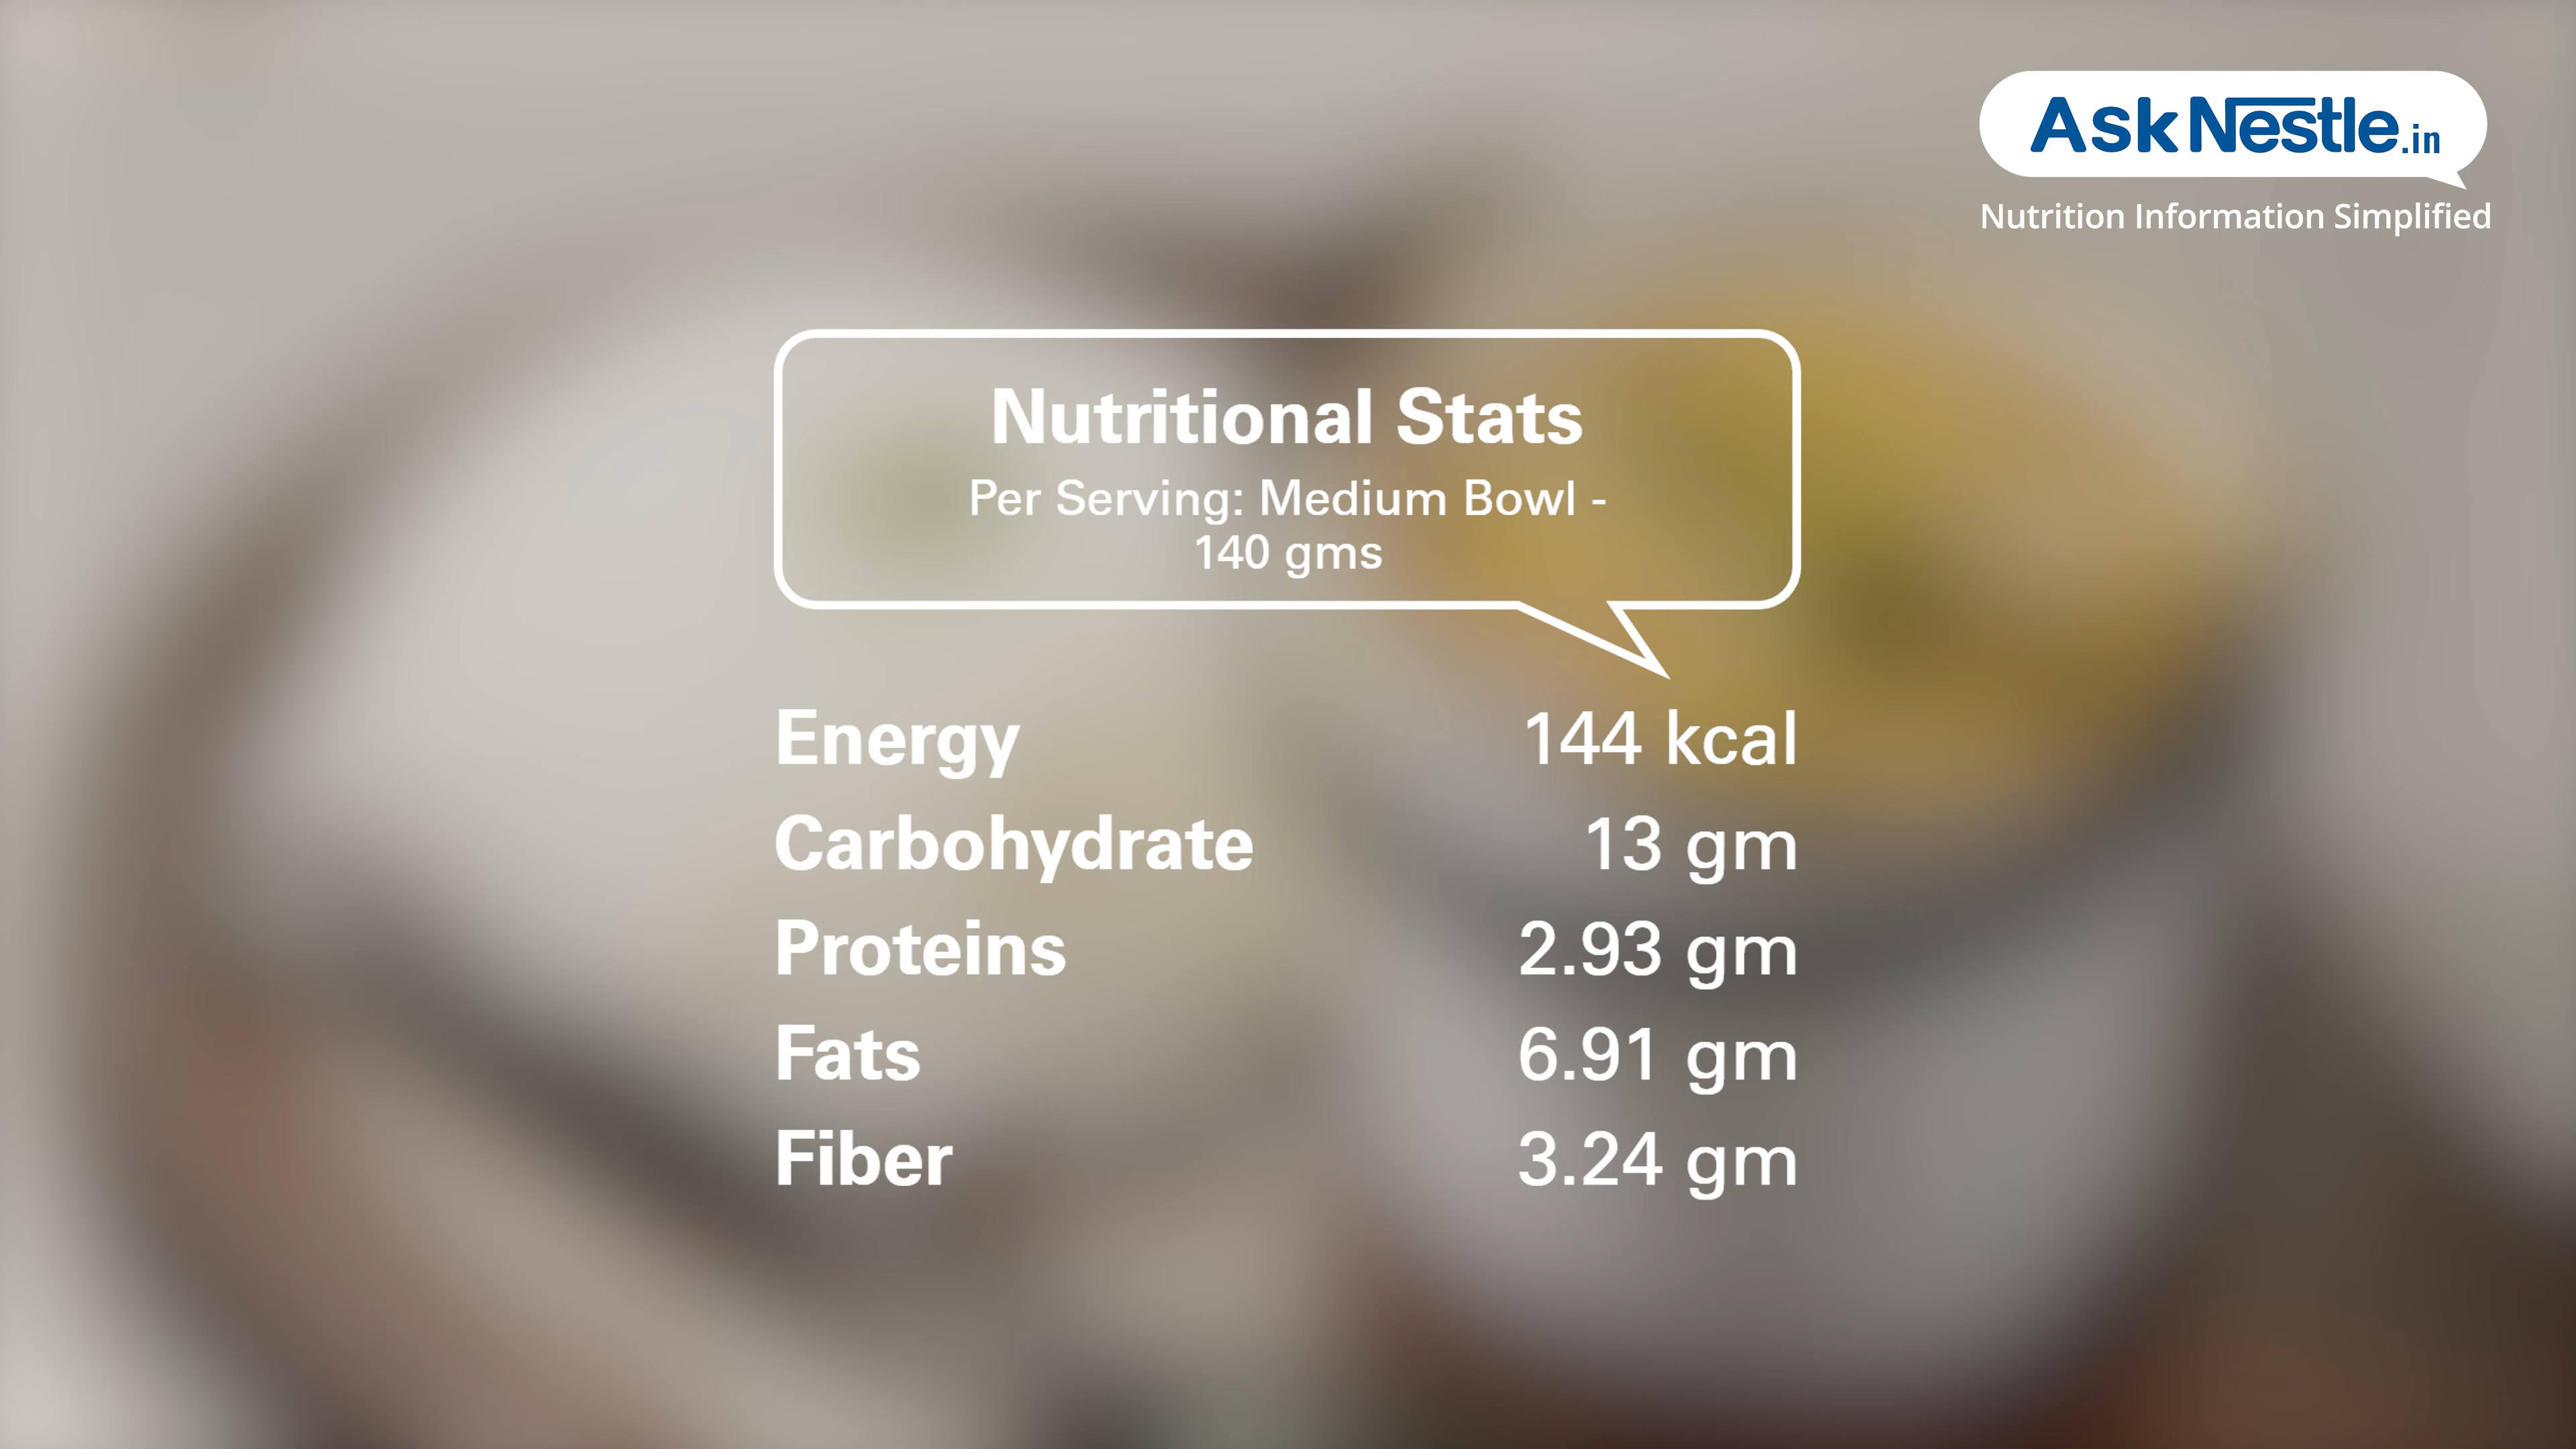 AskNestle.in
Nutrition Information Simplified
Nutritional Stats
Per Serving: Medium Bowl -
140 gms
Energy 144 kcal
Carbohydrate 13 gm
Proteins 2.93 gm
Fats 6.91 gm
Fiber 3.24 gm